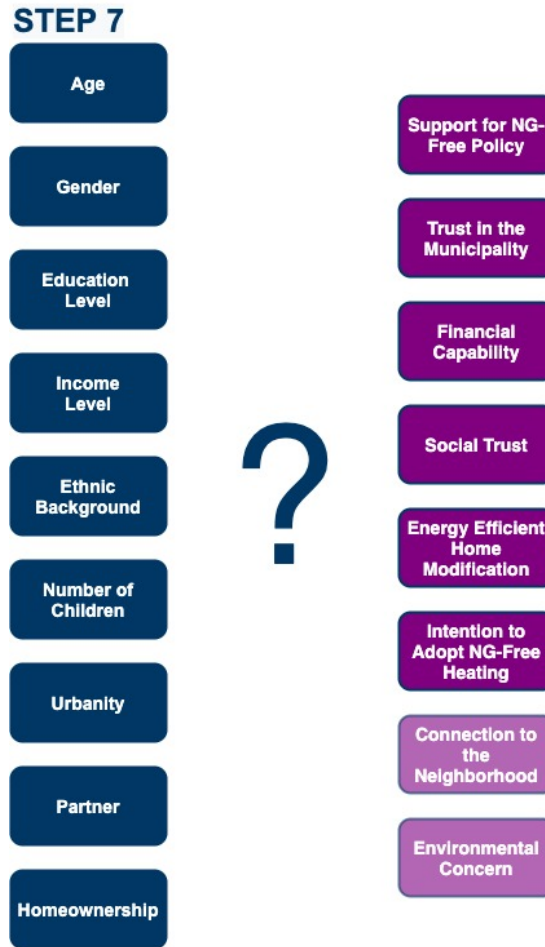 STEP 7
Age
Gender
Education
Level
Income
Level
Ethnic
Background
Number of
Children
Urbanity
Partner
Homeownership
?
Support for NG-
Free Policy
Trust in the
Municipality
Financial
Capability
Social Trust
Energy Efficient
Home
Modification
Intention to
Adopt NG-Free
Heating
Connection to
the
Neighborhood
Environmental
Concern